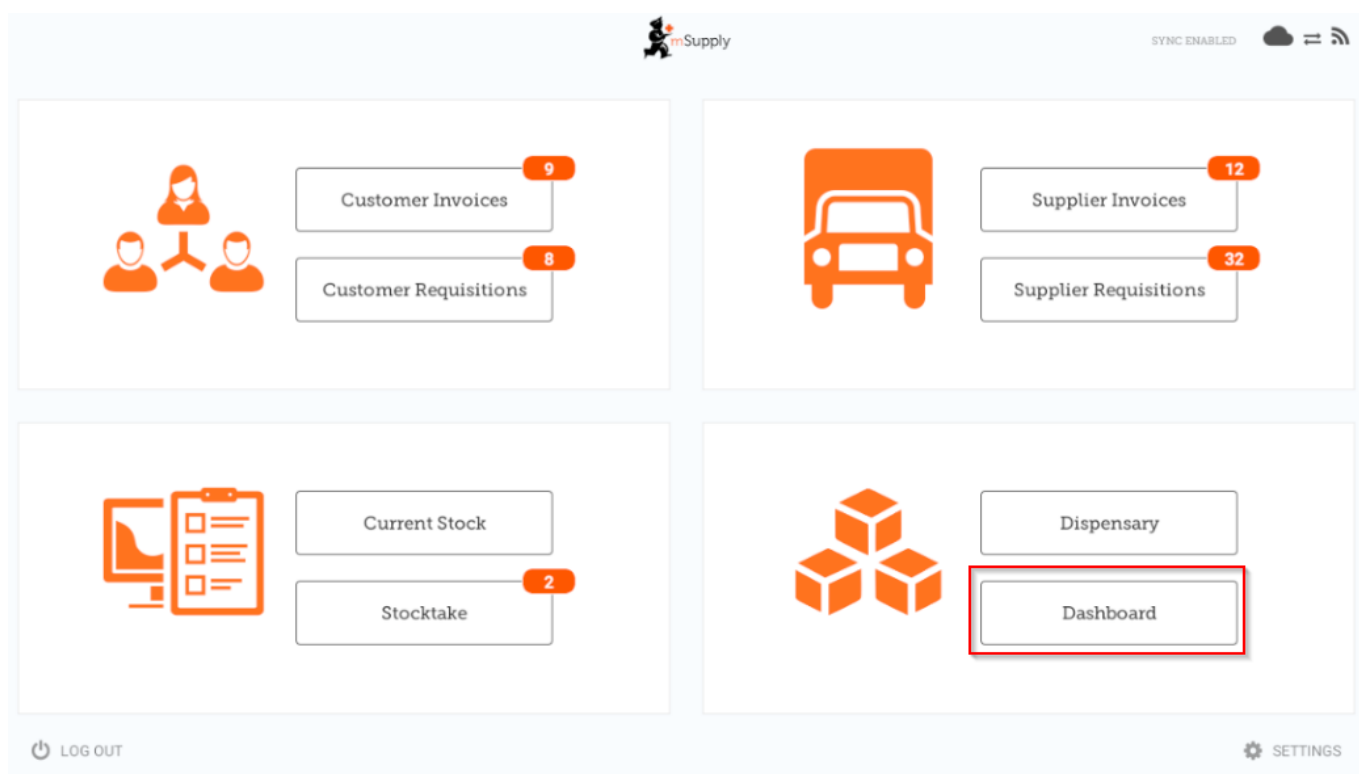 mSupply
SYNC ENABLED
9
Customer Invoices
8
Customer Requisitions
12
Supplier Invoices
32
Supplier Requisitions
Current Stock
2
Stocktake
Dispensary
Dashboard
LOG OUT
SETTINGS